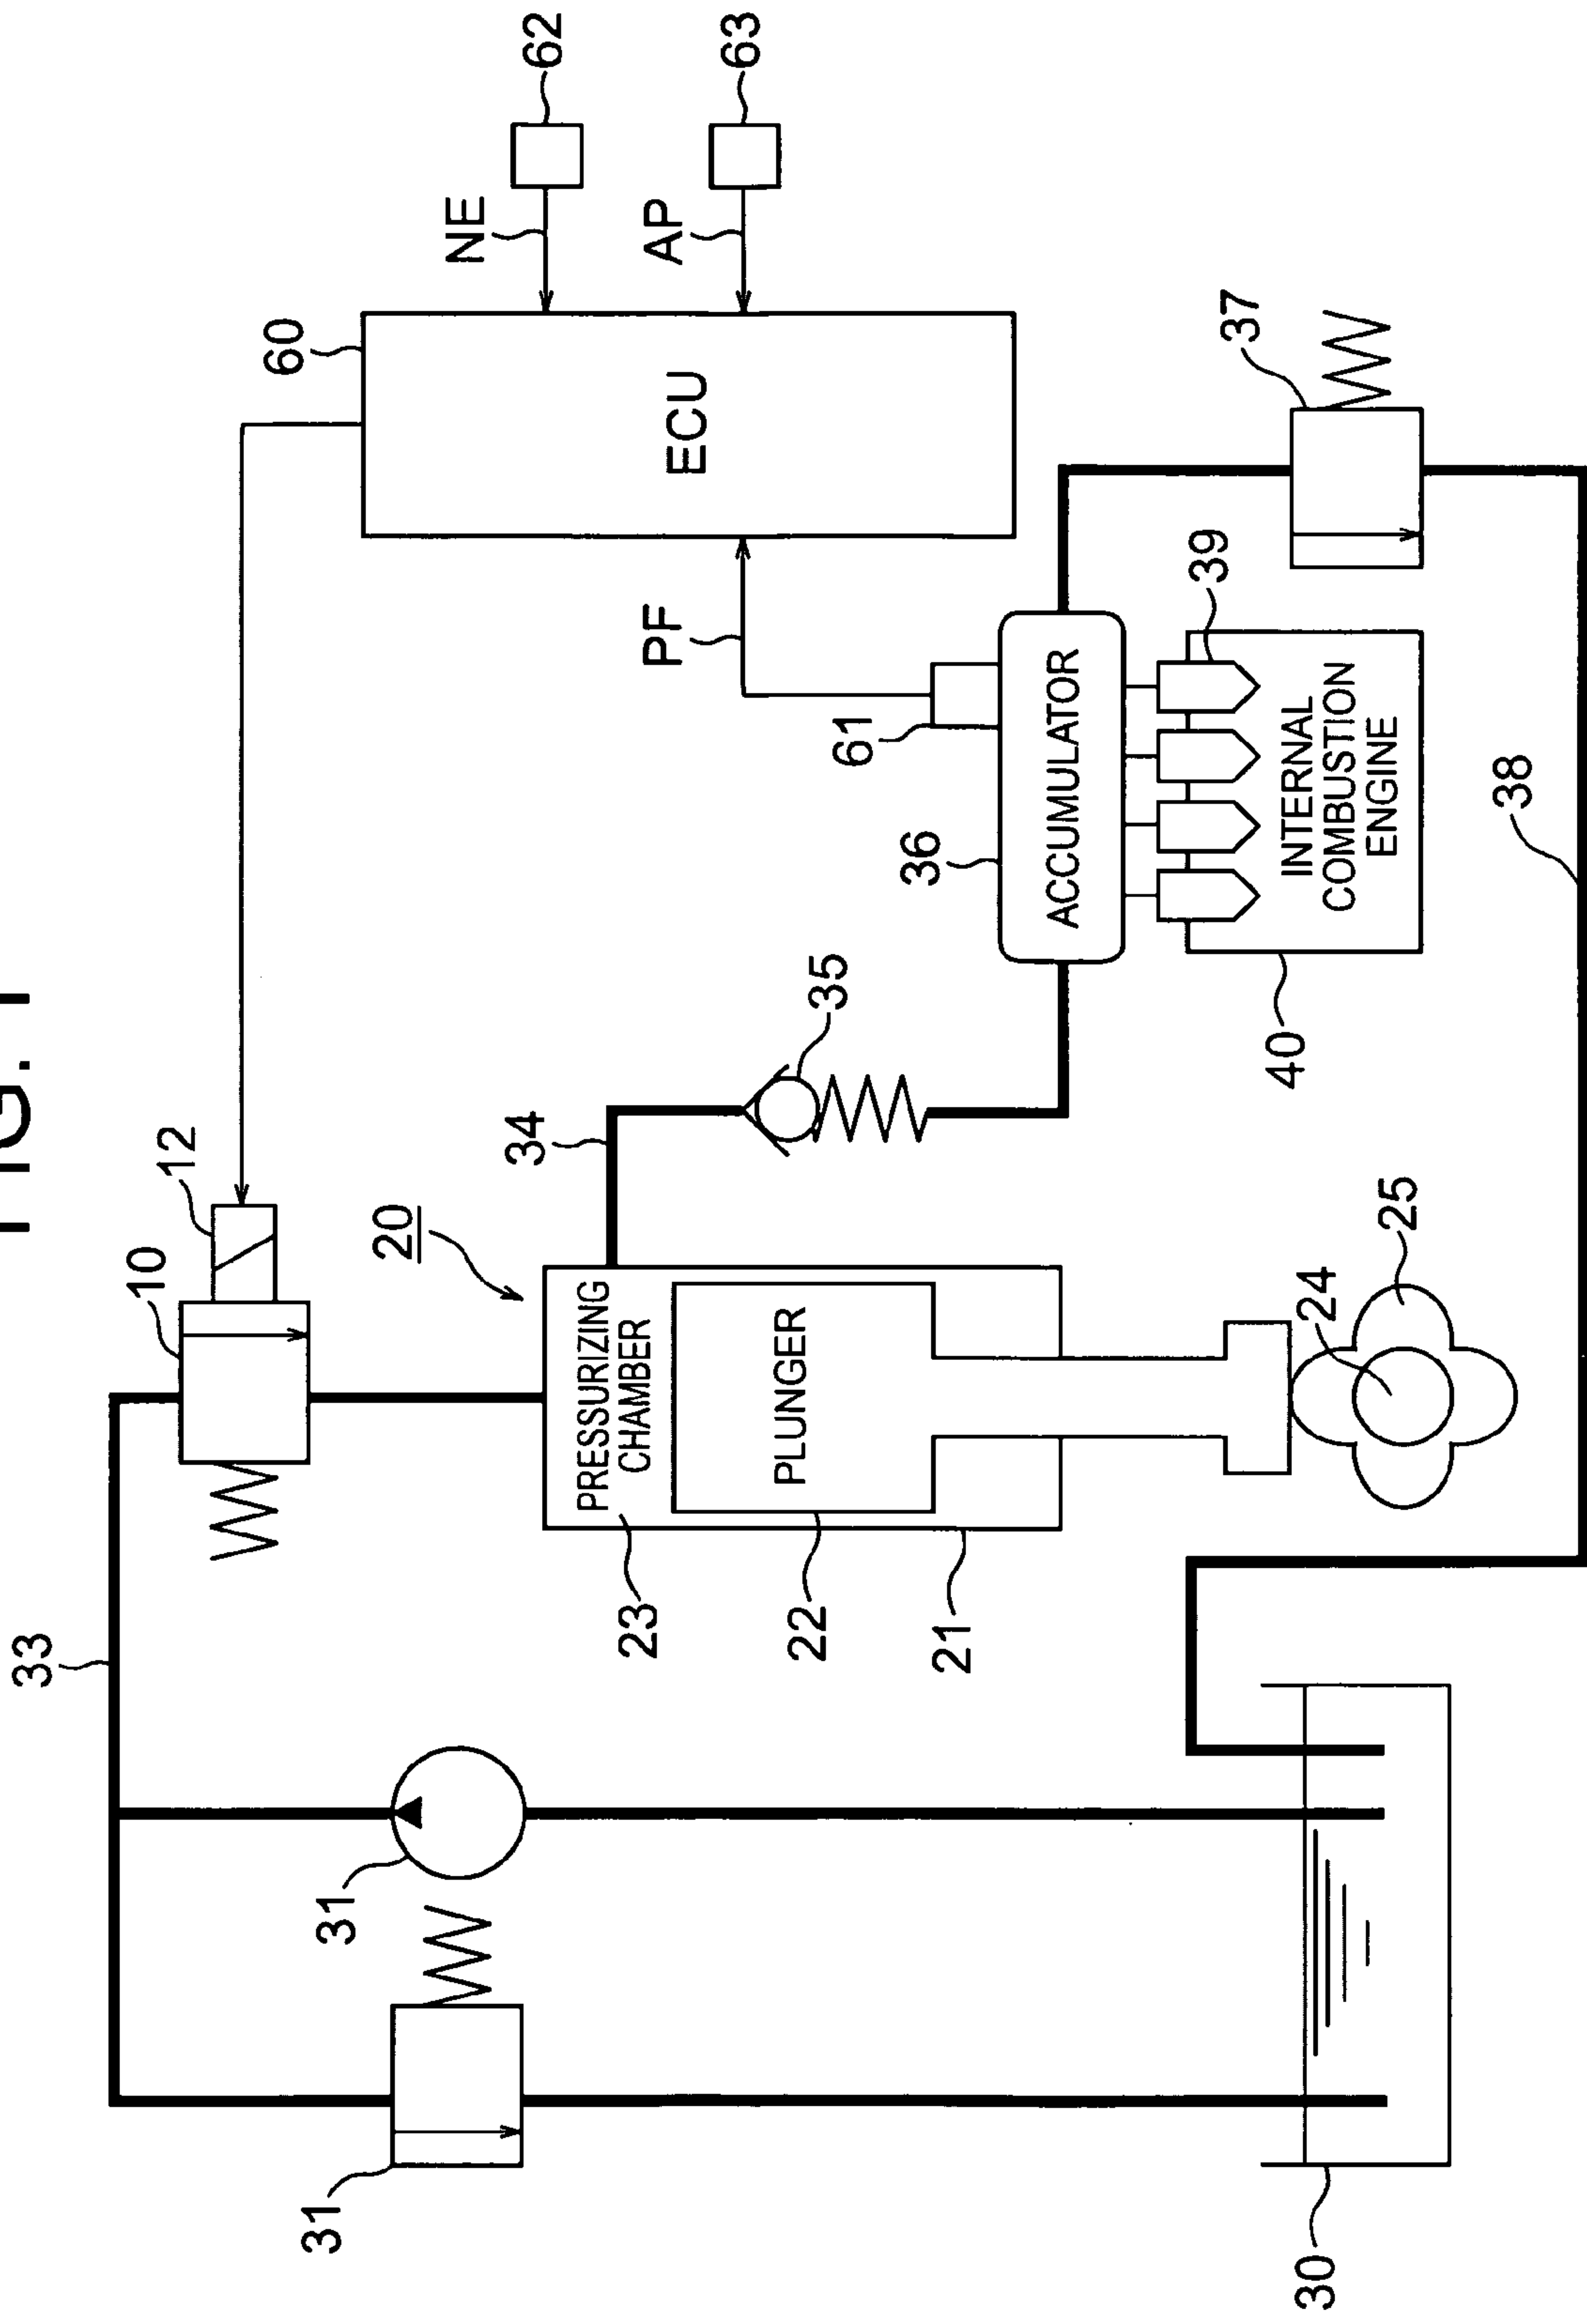 FIG. 1
33
10
12
60
NE
62
AP
63
ECU
PF
20
34
35
PRESSURIZING
CHAMBER
PLUNGER
23
22
21
24
25
31
31
30
61
36
ACCUMULATOR
37
39
INTERNAL
COMBUSTION
ENGINE
40
38